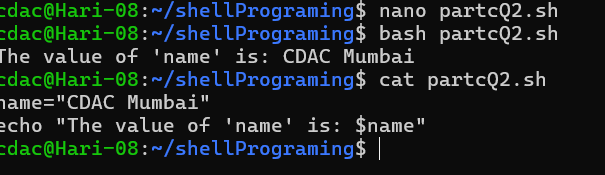 cdac@Hari-08:~/shellPrograming$ nano partcQ2.sh
cdac@Hari-08:~/shellPrograming$ bash partcQ2.sh
The value of 'name' is: CDAC Mumbai
cdac@Hari-08:~/shellPrograming$ cat partcQ2.sh
name="CDAC Mumbai"
echo "The value of 'name' is: $name"
cdac@Hari-08:~/shellPrograming$